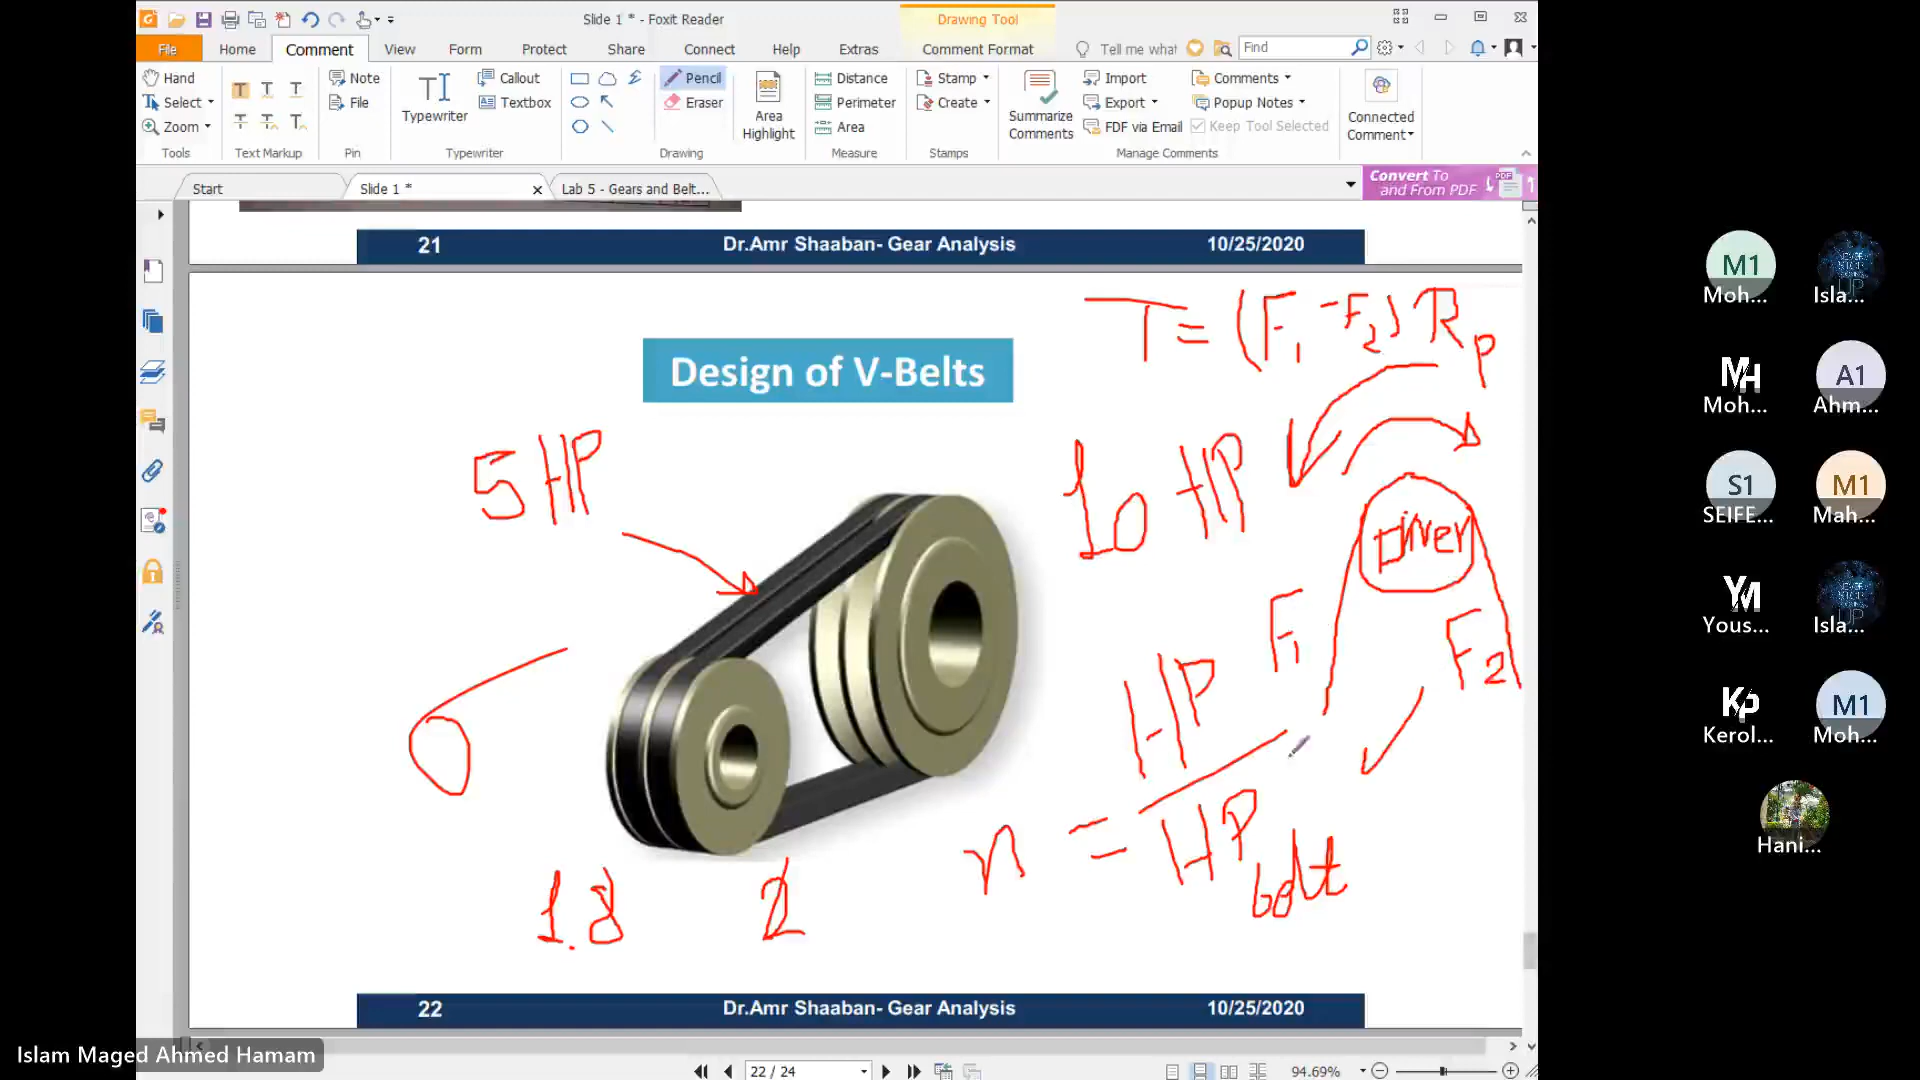 Slide 1 * - Foxit Reader
Drawing Tool
File
Home
Comment
View
Form
Protect
Share
Connect
Help
Extras
Comment Format
Tell me what
Find
Hand
Select
Zoom
Tools
Text Markup
Note
File
Pin
Typewriter
Callout
Textbox
Typewriter
Pencil
Eraser
Area
Highlight
Drawing
Distance
Perimeter
Area
Measure
Stamp
Create
Stamps
Summarize
Comments
Import
Export
FDF via Email
Comments
Popup Notes
Keep Tool Selected
Manage Comments
Connected
Comment
Start
Slide 1 *
Lab 5 - Gears and Belt...
Convert To
and From PDF
PDF
21
Dr.Amr Shaaban- Gear Analysis
10/25/2020
T = (F1 - F2) Rp
Design of V-Belts
5 HP
10 HP
Driver
F1
F2
n = HP
HP belt
1.8
2
22
Dr.Amr Shaaban- Gear Analysis
10/25/2020
Islam Maged Ahmed Hamam
22 / 24
94.69%
M1
Moh...
Isla...
MH
Moh...
A1
Ahm...
S1
SEIFE...
M1
Mah...
YM
Yous...
Isla...
KP
Kerol...
M1
Moh...
Hani...